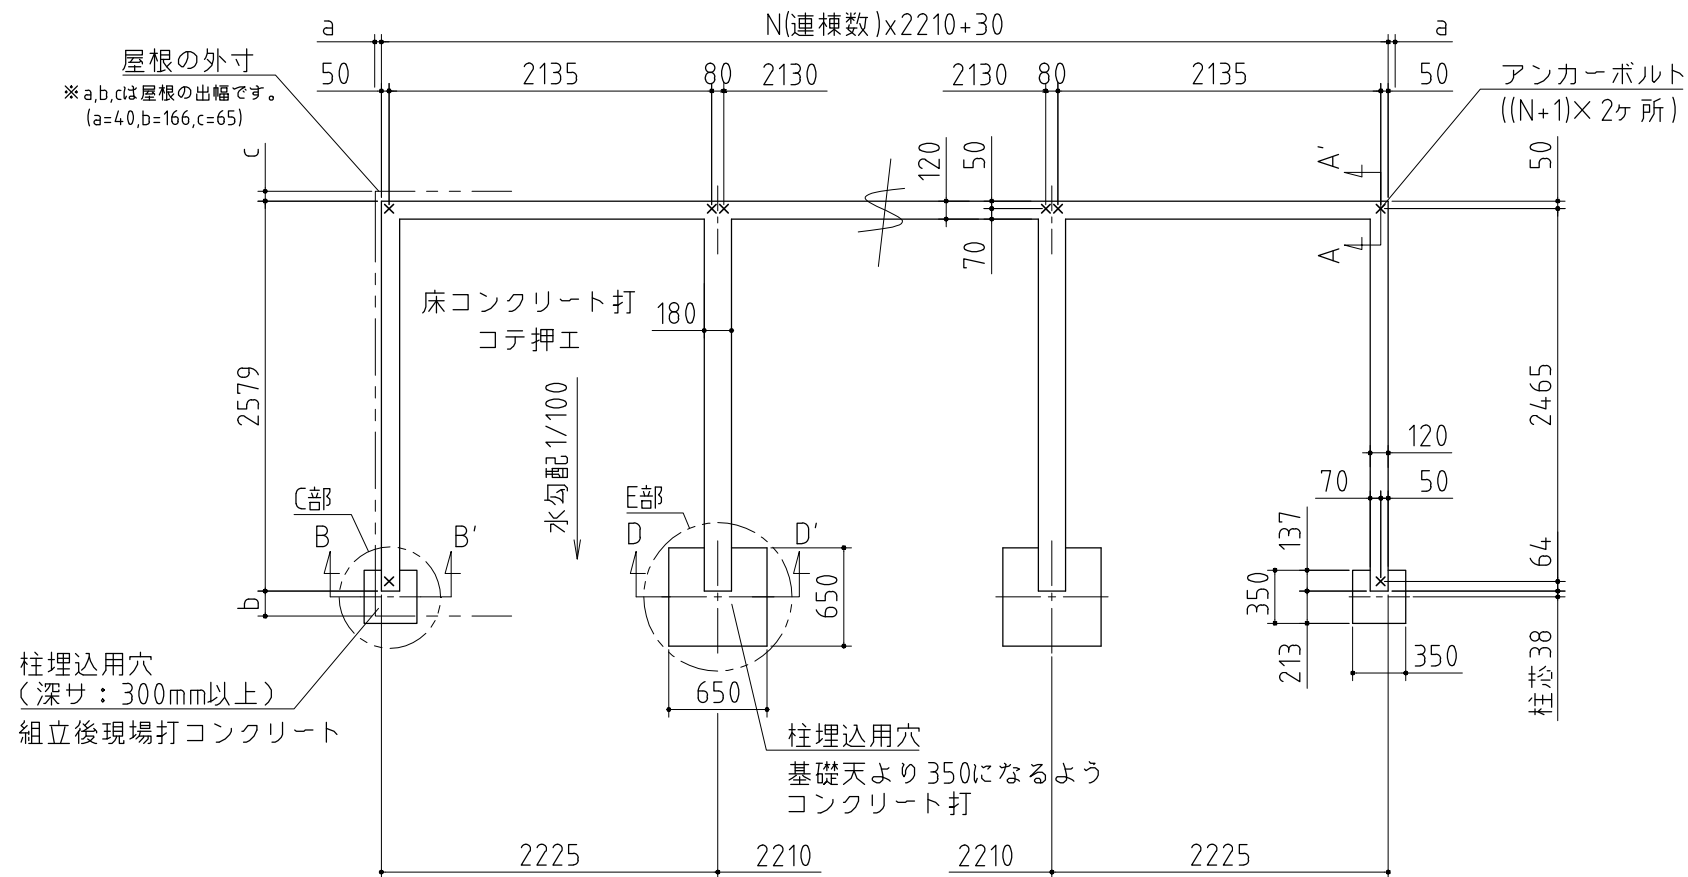 N(連棟数)x2210+30
a
a
屋根の外寸
※a,b,cは屋根の出幅です。
(a=40,b=166,c=65)
50
2135
80
2130
2130
80
2135
50
アンカーボルト
((N+1)× 2ヶ所)
c
120
50
A'
50
70
A
床コンクリート打
コテ押エ
180
2579
水勾配1/100
2465
120
70
50
C部
E部
B
B'
D
D'
137
64
b
650
350
213
350
柱芯38
柱埋込用穴
(深サ：300mm以上)
組立後現場打コンクリート
650
柱埋込用穴
基礎天より350になるよう
コンクリート打
2225
2210
2210
2225